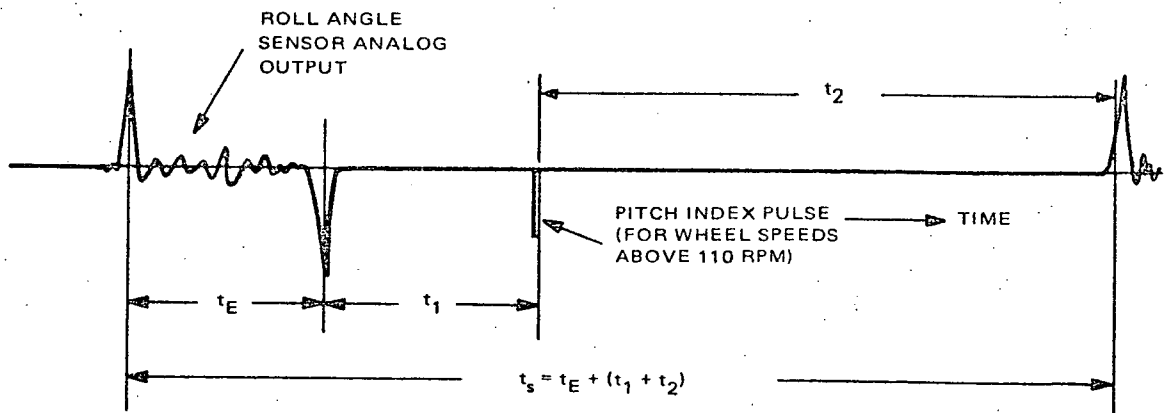 ROLL ANGLE
SENSOR ANALOG
OUTPUT
t2
PITCH INDEX PULSE
(FOR WHEEL SPEEDS
ABOVE 110 RPM)
TIME
tE
t1
ts = tE + (t1 + t2)